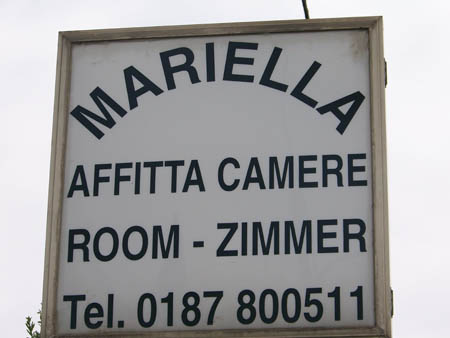 MARIELLA
AFFITTA CAMERE
ROOM - ZIMMER
Tel. 0187 800511